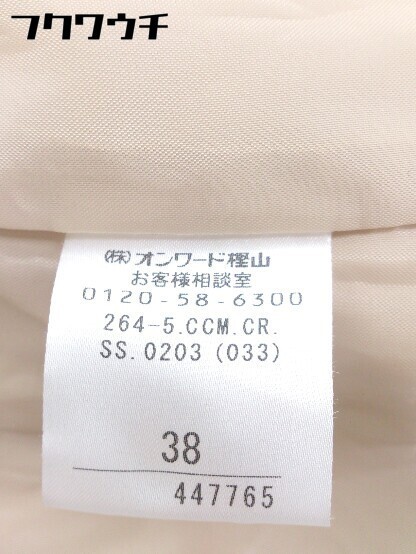 フクワウチ
㈱オンワード樫山
お客様相談室
0120-58-6300
264-5.CCM.CR.
SS.0203 (033)
38
447765